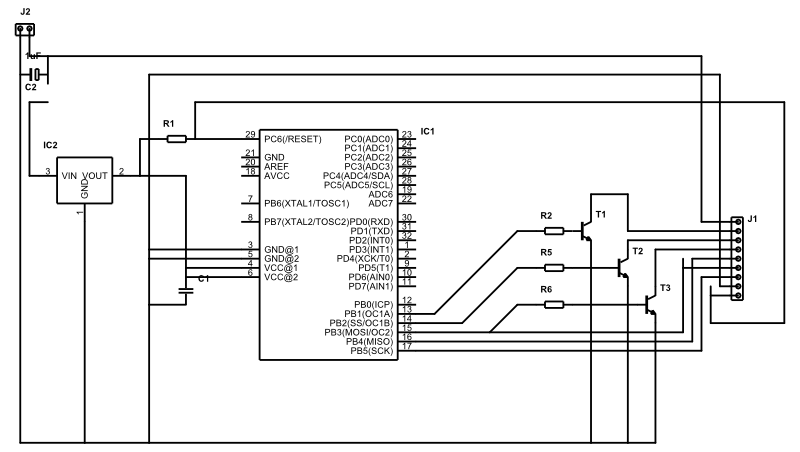 J2
1uF
C2
R1
IC2
3 VIN VOUT 2
GND
1
C1
IC1
29 PC6(/RESET) PC0(ADC0) 23
PC1(ADC1) 24
21 GND PC2(ADC2) 25
20 AREF PC3(ADC3) 26
18 AVCC PC4(ADC4/SDA) 27
PC5(ADC5/SCL) 28
ADC6 19
7 PB6(XTAL1/TOSC1) ADC7 22
8 PB7(XTAL2/TOSC2) PD0(RXD) 30
PD1(TXD) 31
PD2(INT0) 32
3 GND@1 PD3(INT1) 1
5 GND@2 PD4(XCK/T0) 2
4 VCC@1 PD5(T1) 9
6 VCC@2 PD6(AIN0) 10
PD7(AIN1) 11
PB0(ICP) 12
PB1(OC1A) 13
PB2(SS/OC1B) 14
PB3(MOSI/OC2) 15
PB4(MISO) 16
PB5(SCK) 17
R2
T1
R5
T2
R6
T3
J1